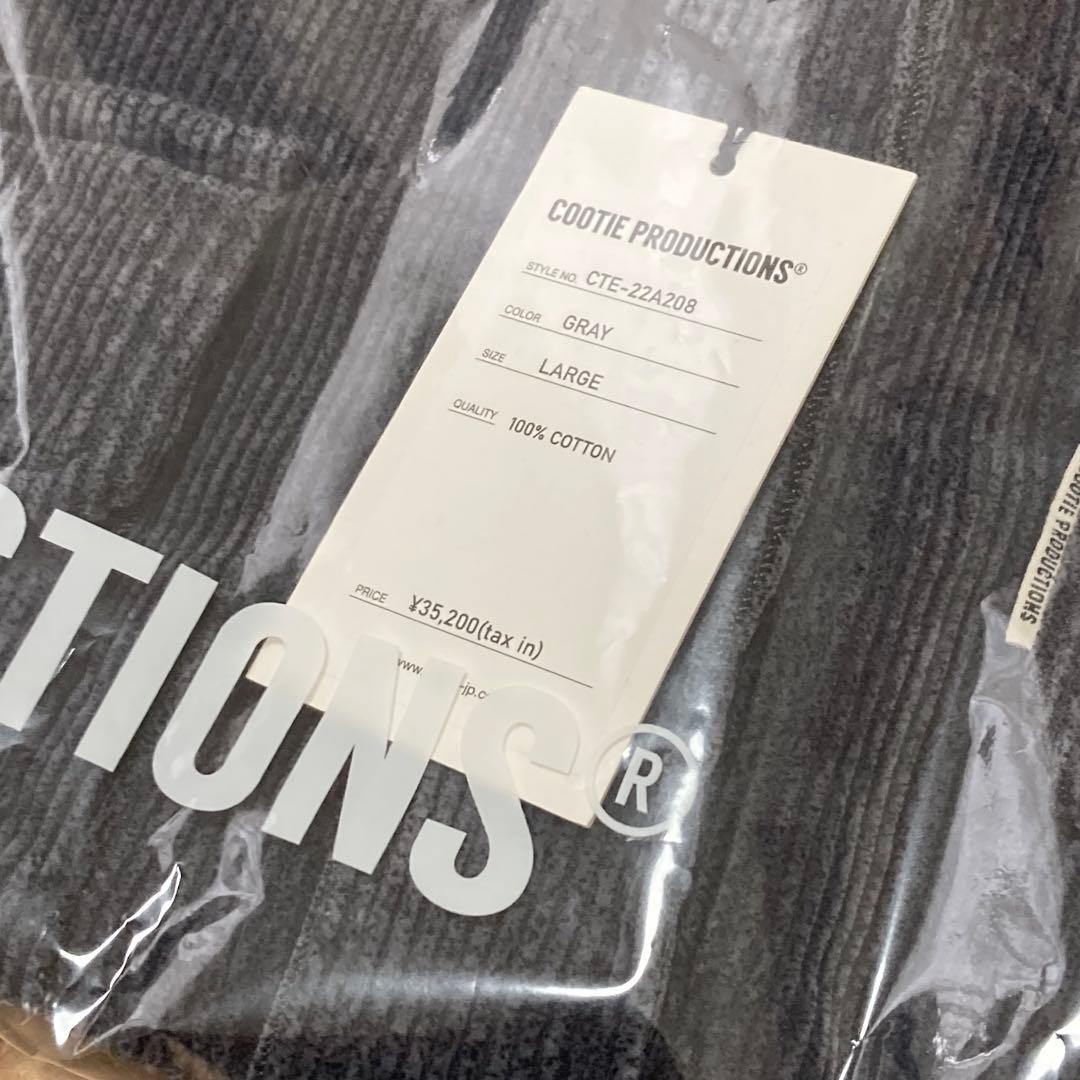 COOTIE PRODUCTIONS®
STYLE NO. CTE-22A208
COLOR GRAY
SIZE LARGE
QUALITY 100% COTTON
PRICE ¥35,200(tax in)
CTIONS®
COOTIE PRODUCTIONS